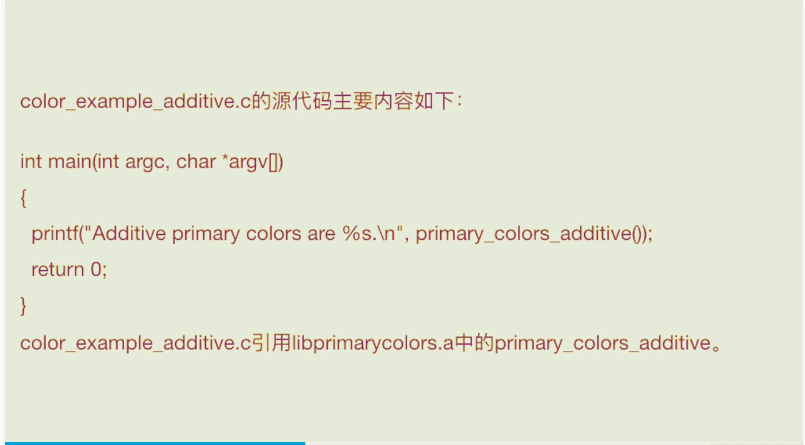 color_example_additive.c的源代码主要内容如下：
int main(int argc, char *argv[])
{
printf("Additive primary colors are %s.\n", primary_colors_additive());
return 0;
}
color_example_additive.c引用libprimarycolors.a中的primary_colors_additive。